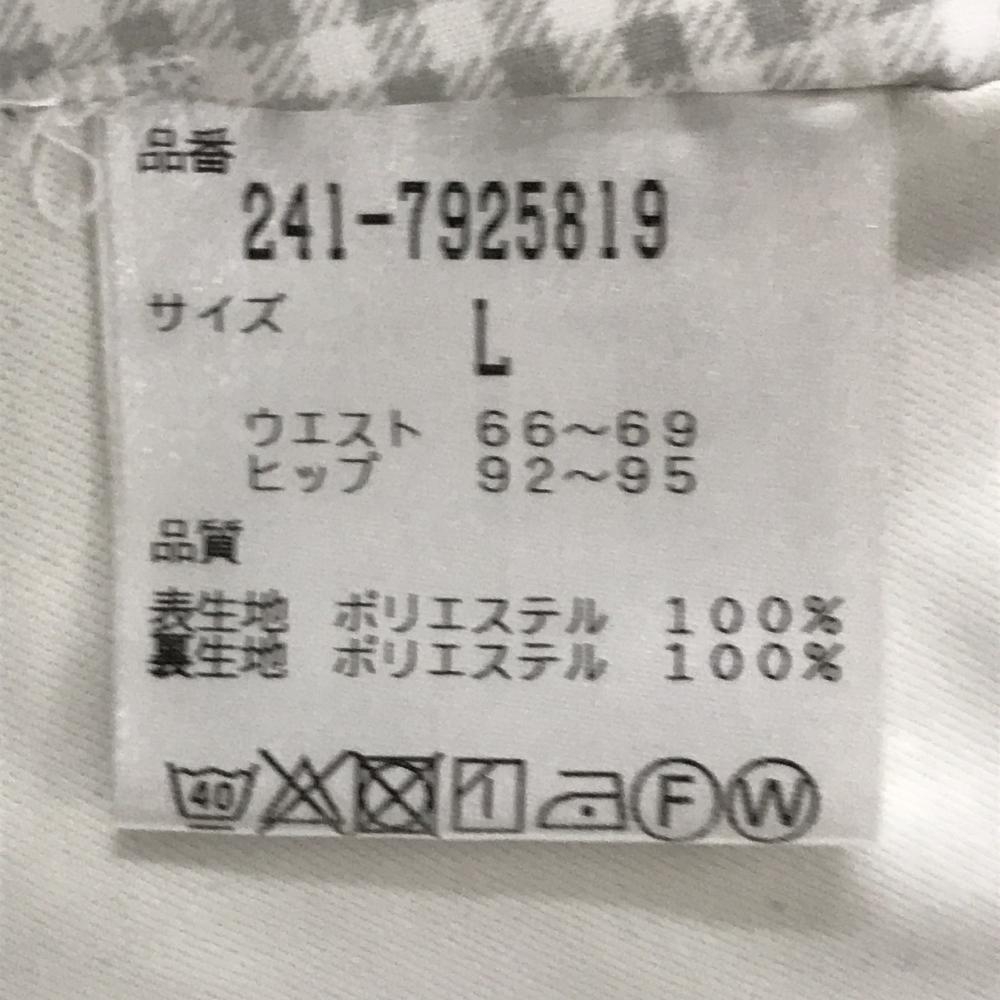 品番
241-7925819
サイズ L
ウエスト 66～69
ヒップ 92～95
品質
表生地 ポリエステル 100%
裏生地 ポリエステル 100%
40 F W